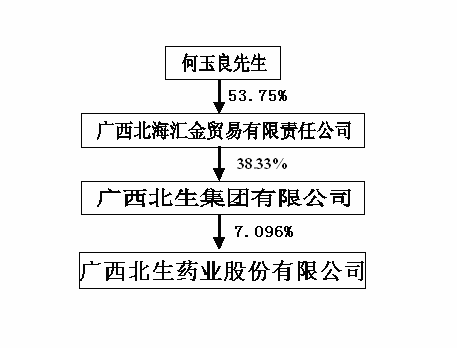 何玉良先生
53.75%
广西北海汇金贸易有限责任公司
38.33%
广西北生集团有限公司
7.096%
广西北生药业股份有限公司